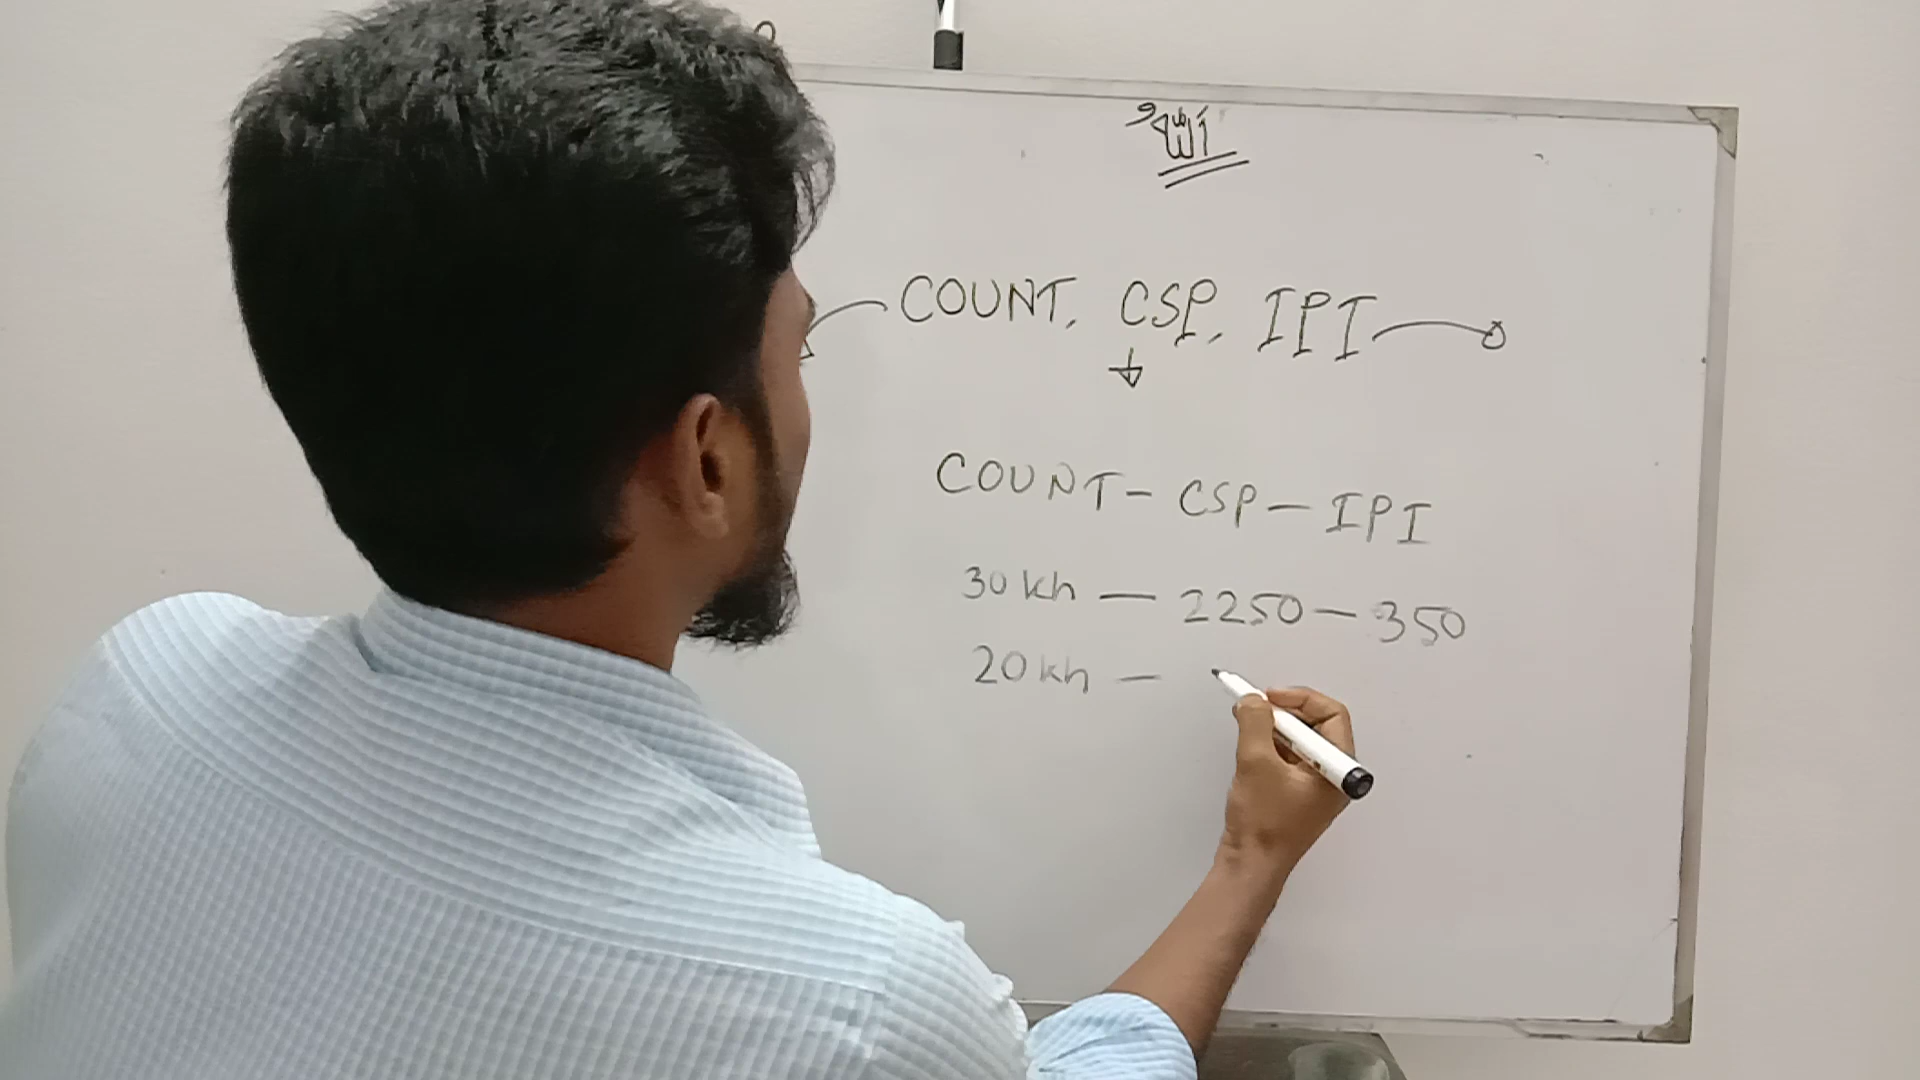 COUNT, CSP, IPI
COUNT - CSP - IPI
30 kh — 2250 — 350
20 kh —